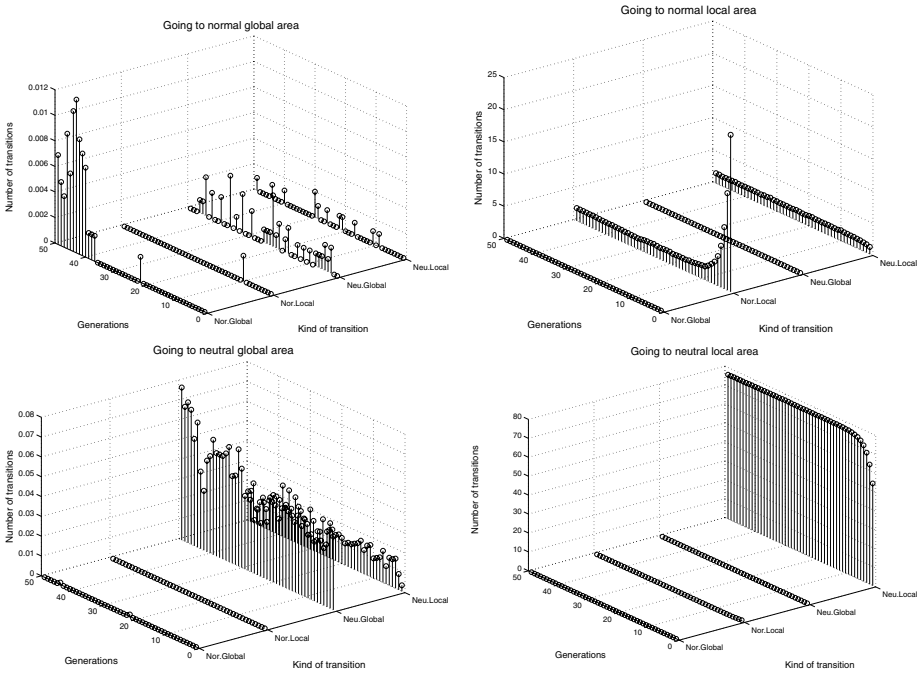 Going to normal global area
Number of transitions
0.012
0.01
0.008
0.006
0.004
0.002
0
50
40
30
20
10
0
Generations
Nor.Global
Nor.Local
Neu.Global
Neu.Local
Kind of transition
Going to normal local area
Number of transitions
25
20
15
10
5
0
50
40
30
20
10
0
Generations
Nor.Global
Nor.Local
Neu.Global
Neu.Local
Kind of transition
Going to neutral global area
Number of transitions
0.08
0.07
0.06
0.05
0.04
0.03
0.02
0.01
0
50
40
30
20
10
0
Generations
Nor.Global
Nor.Local
Neu.Global
Neu.Local
Kind of transition
Going to neutral local area
Number of transitions
80
70
60
50
40
30
20
10
0
50
40
30
20
10
0
Generations
Nor.Global
Nor.Local
Neu.Global
Neu.Local
Kind of transition